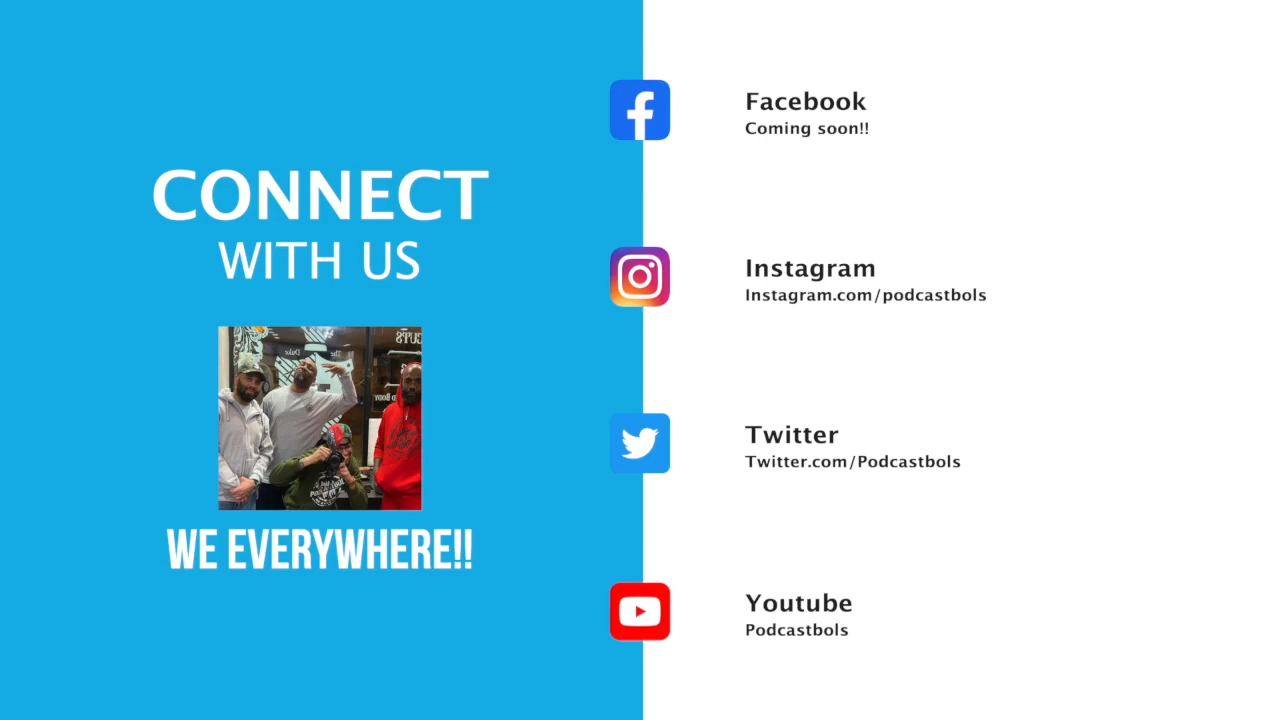 CONNECT
WITH US
WE EVERYWHERE!!
Facebook
Coming soon!!
Instagram
Instagram.com/podcastbols
Twitter
Twitter.com/Podcastbols
Youtube
Podcastbols